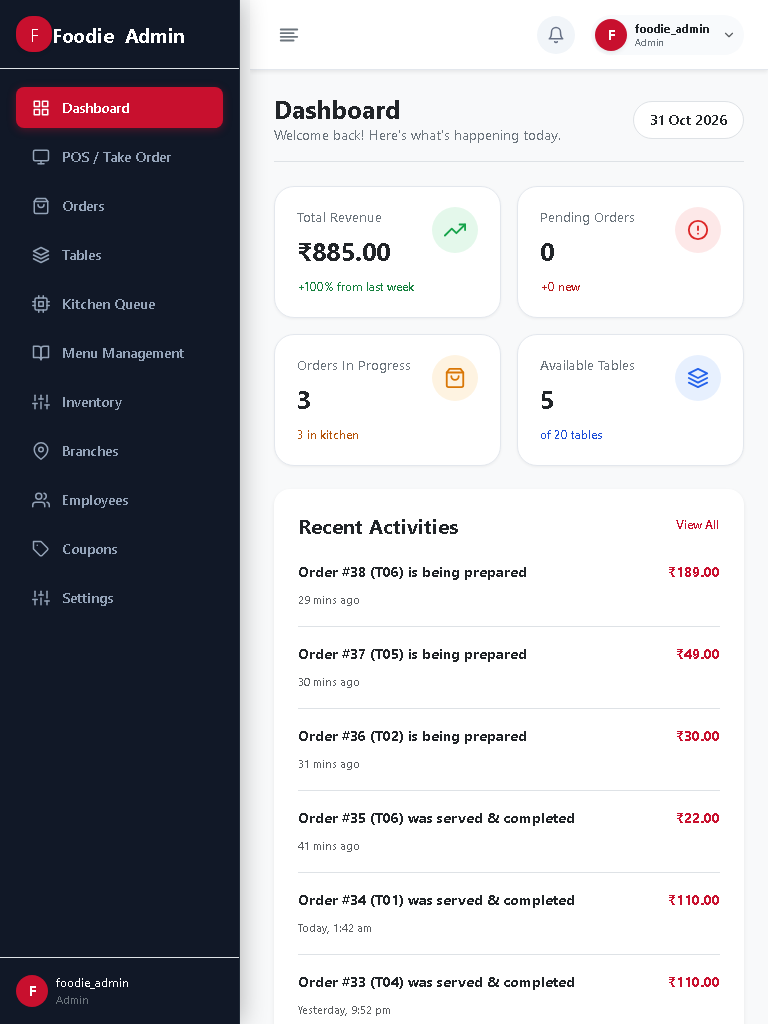 F Foodie Admin
Dashboard
POS / Take Order
Orders
Tables
Kitchen Queue
Menu Management
Inventory
Branches
Employees
Coupons
Settings
F
foodie_admin
Admin
F
foodie_admin
Admin
Dashboard
Welcome back! Here's what's happening today.
31 Oct 2026
Total Revenue
₹885.00
+100% from last week
Pending Orders
0
+0 new
Orders In Progress
3
3 in kitchen
Available Tables
5
of 20 tables
Recent Activities
View All
Order #38 (T06) is being prepared
₹189.00
29 mins ago
Order #37 (T05) is being prepared
₹49.00
30 mins ago
Order #36 (T02) is being prepared
₹30.00
31 mins ago
Order #35 (T06) was served & completed
₹22.00
41 mins ago
Order #34 (T01) was served & completed
₹110.00
Today, 1:42 am
Order #33 (T04) was served & completed
₹110.00
Yesterday, 9:52 pm